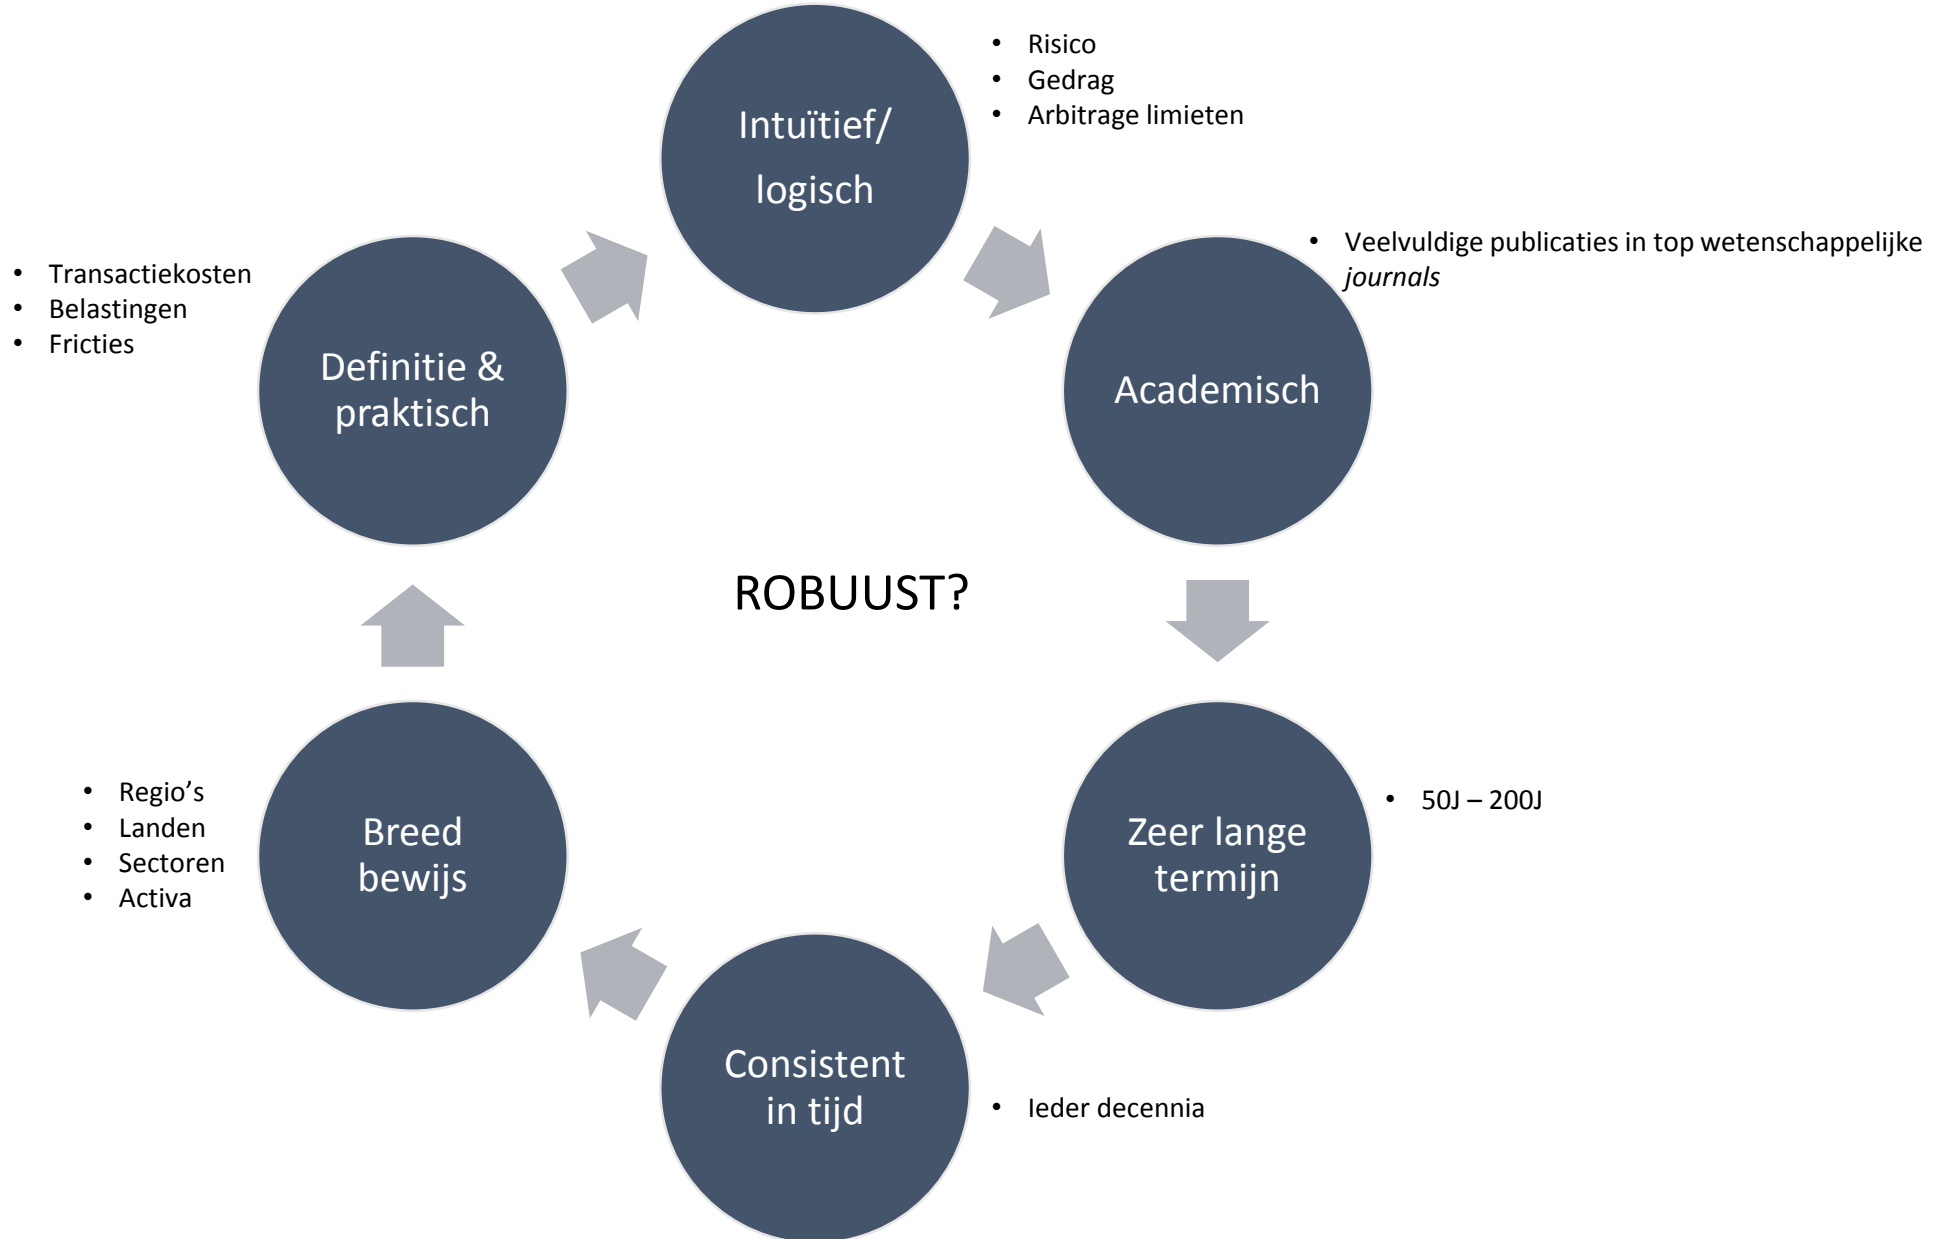 Intuïtief/
logisch
• Risico
• Gedrag
• Arbitrage limieten
Academisch
• Veelvuldige publicaties in top wetenschappelijke
journals
Zeer lange
termijn
• 50J – 200J
Consistent
in tijd
• Ieder decennia
Breed
bewijs
• Regio's
• Landen
• Sectoren
• Activa
Definitie &
praktisch
• Transactiekosten
• Belastingen
• Fricties
ROBUUST?